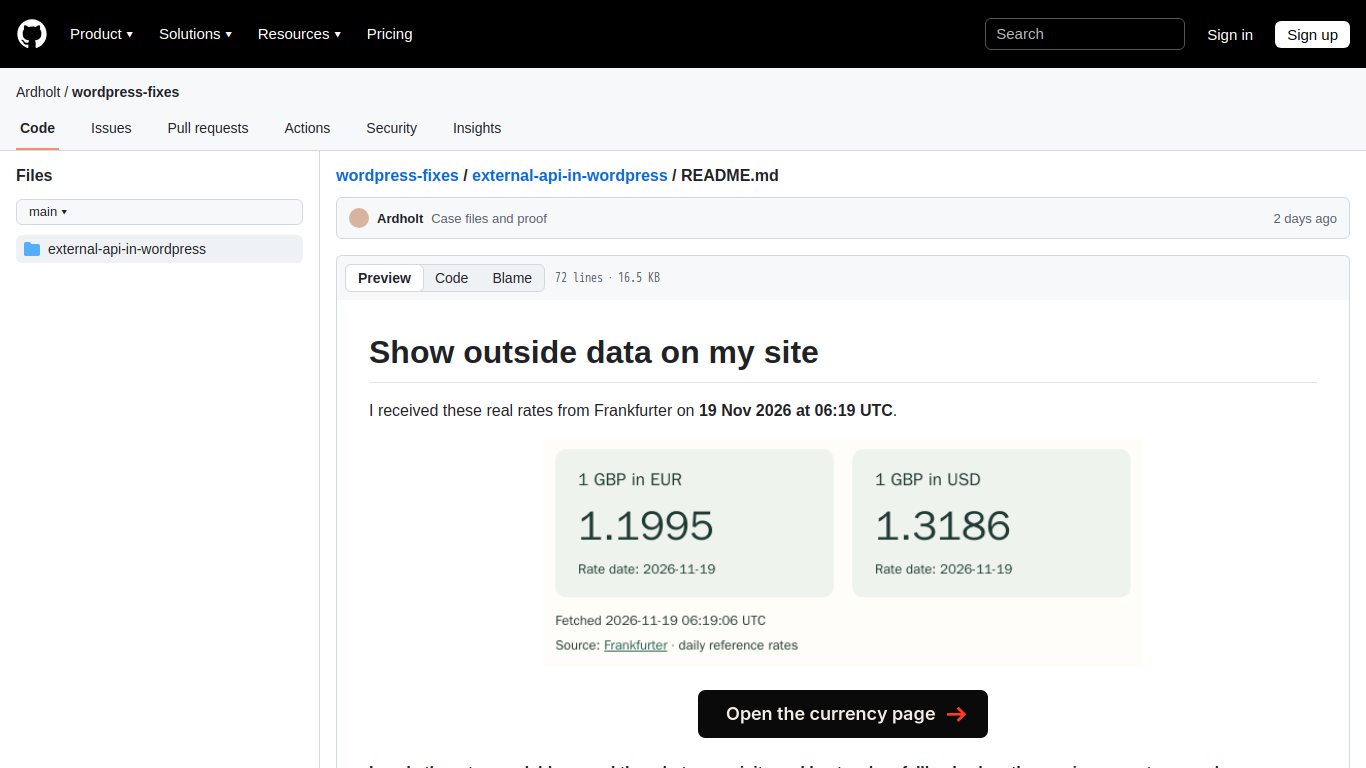 Product ▾ Solutions ▾ Resources ▾ Pricing Search Sign in Sign up
Ardholt / wordpress-fixes
Code Issues Pull requests Actions Security Insights
Files
main ▾
external-api-in-wordpress
wordpress-fixes / external-api-in-wordpress / README.md
Ardholt Case files and proof 2 days ago
Preview Code Blame 72 lines · 16.5 KB
Show outside data on my site
I received these real rates from Frankfurter on 19 Nov 2026 at 06:19 UTC.
1 GBP in EUR
1.1995
Rate date: 2026-11-19
1 GBP in USD
1.3186
Rate date: 2026-11-19
Fetched 2026-11-19 06:19:06 UTC
Source: Frankfurter · daily reference rates
Open the currency page →